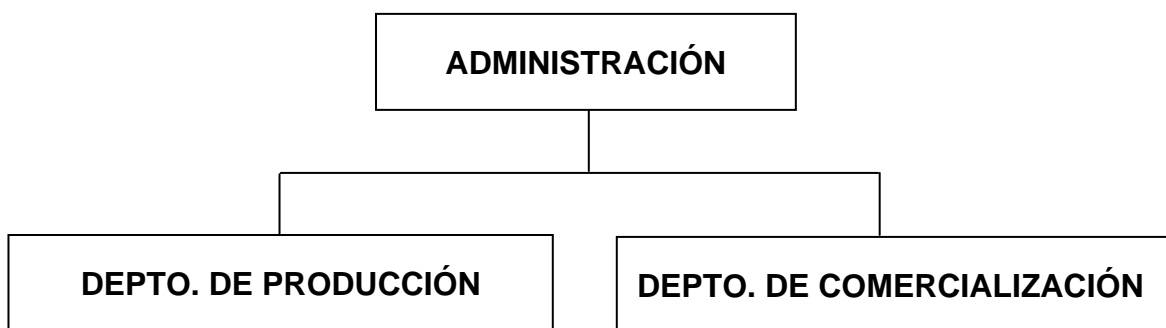 ADMINISTRACIÓN
DEPTO. DE PRODUCCIÓN
DEPTO. DE COMERCIALIZACIÓN